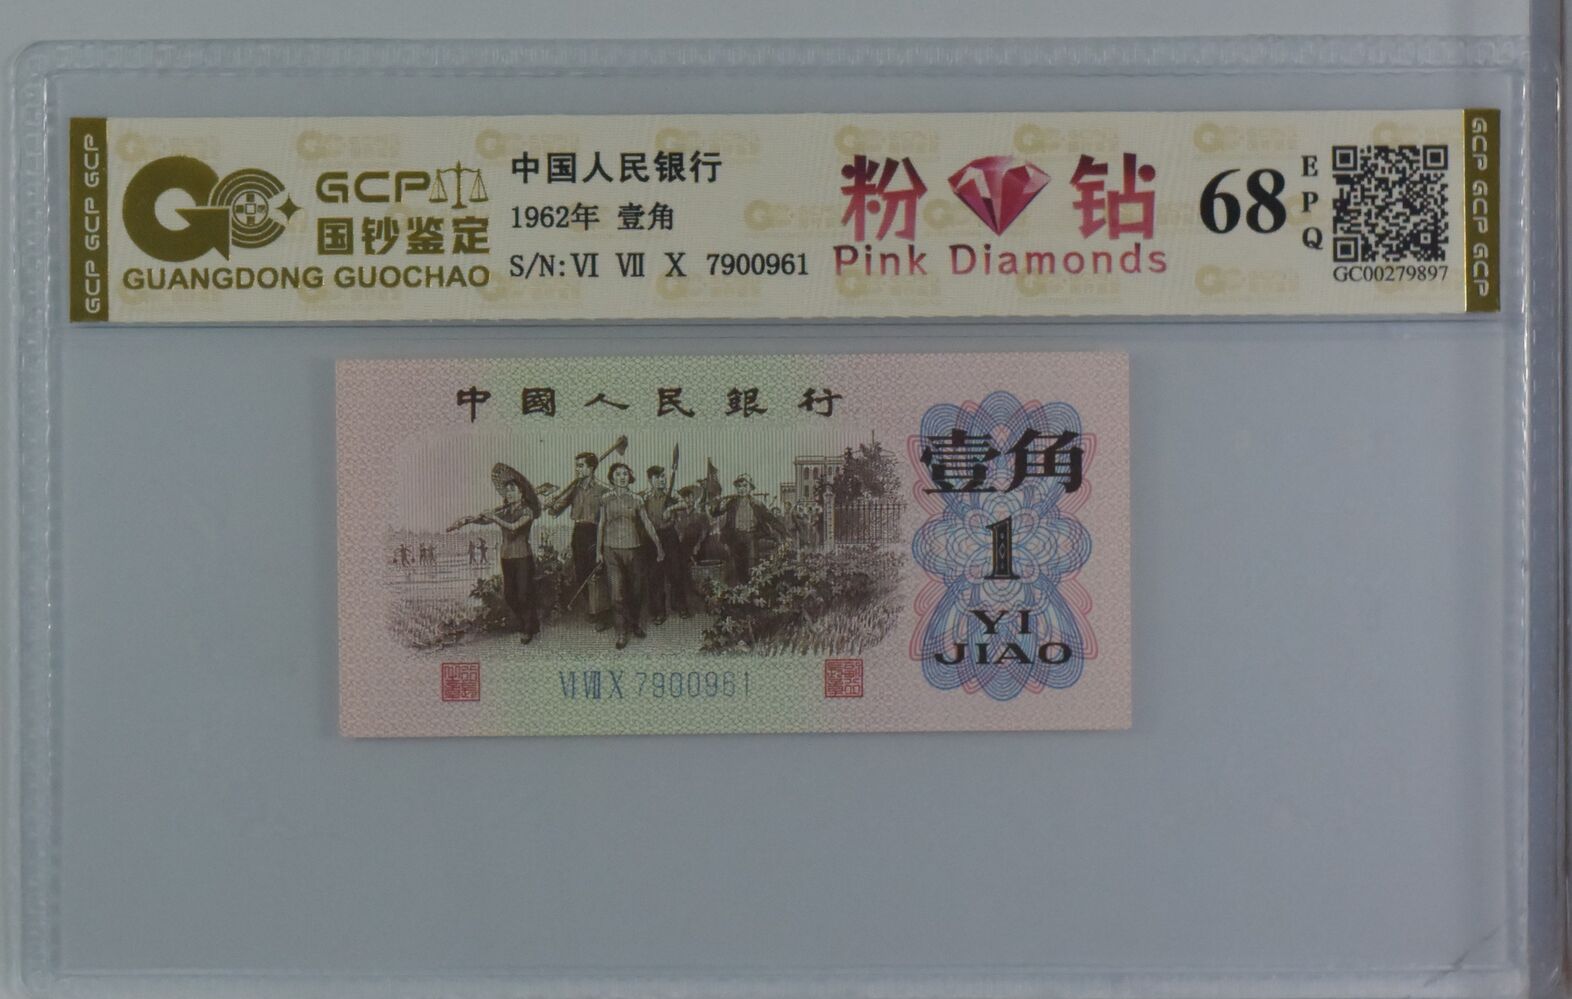 GCP GCP GCP
GCP
国钞鉴定
GUANGDONG GUOCHAO
中国人民银行
1962年 壹角
S/N: VI VII X 7900961
粉 钻
Pink Diamonds
68
EPQ
GC00279897
GCP GCP GCP
中國人民銀行
壹角
1
YI
JIAO
VI VII X 7900961